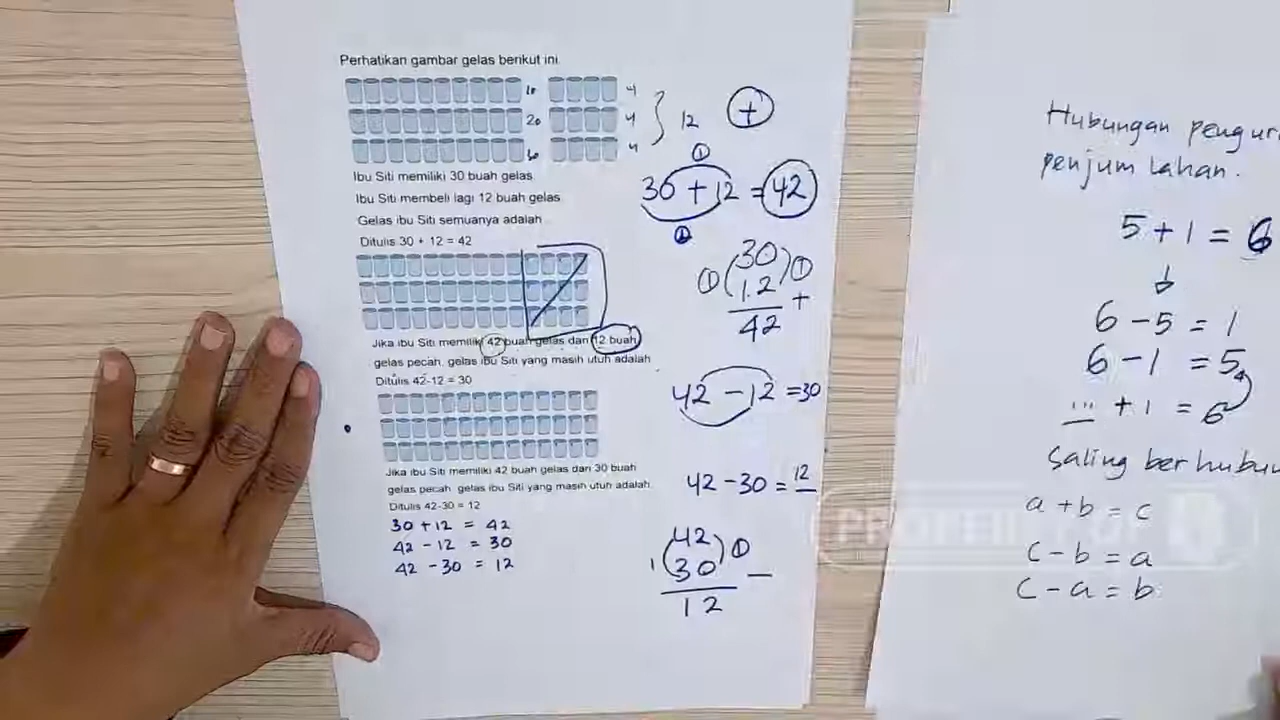 Perhatikan gambar gelas berikut ini
10 4
20 4
30 4
12 +
Ibu Siti memiliki 30 buah gelas
Ibu Siti membeli lagi 12 buah gelas
Gelas ibu Siti semuanya adalah
Ditulis 30 + 12 = 42
1
30 + 12 = 42
1
30
12 +
42
Jika ibu Siti memiliki 42 buah gelas dan 12 buah
gelas pecah, gelas ibu Siti yang masih utuh adalah
Ditulis 42-12 = 30
42 - 12 = 30
Jika ibu Siti memiliki 42 buah gelas dan 30 buah
gelas pecah, gelas ibu Siti yang masih utuh adalah
Ditulis 42-30 = 12
42 - 30 = 12
30 + 12 = 42
42 - 12 = 30
42 - 30 = 12
42
30 -
12
Hubungan
penjumlahan.
5 + 1 = 6
6 - 5 = 1
6 - 1 = 5
... + 1 = 6
Saling
a + b = c
c - b = a
c - a = b